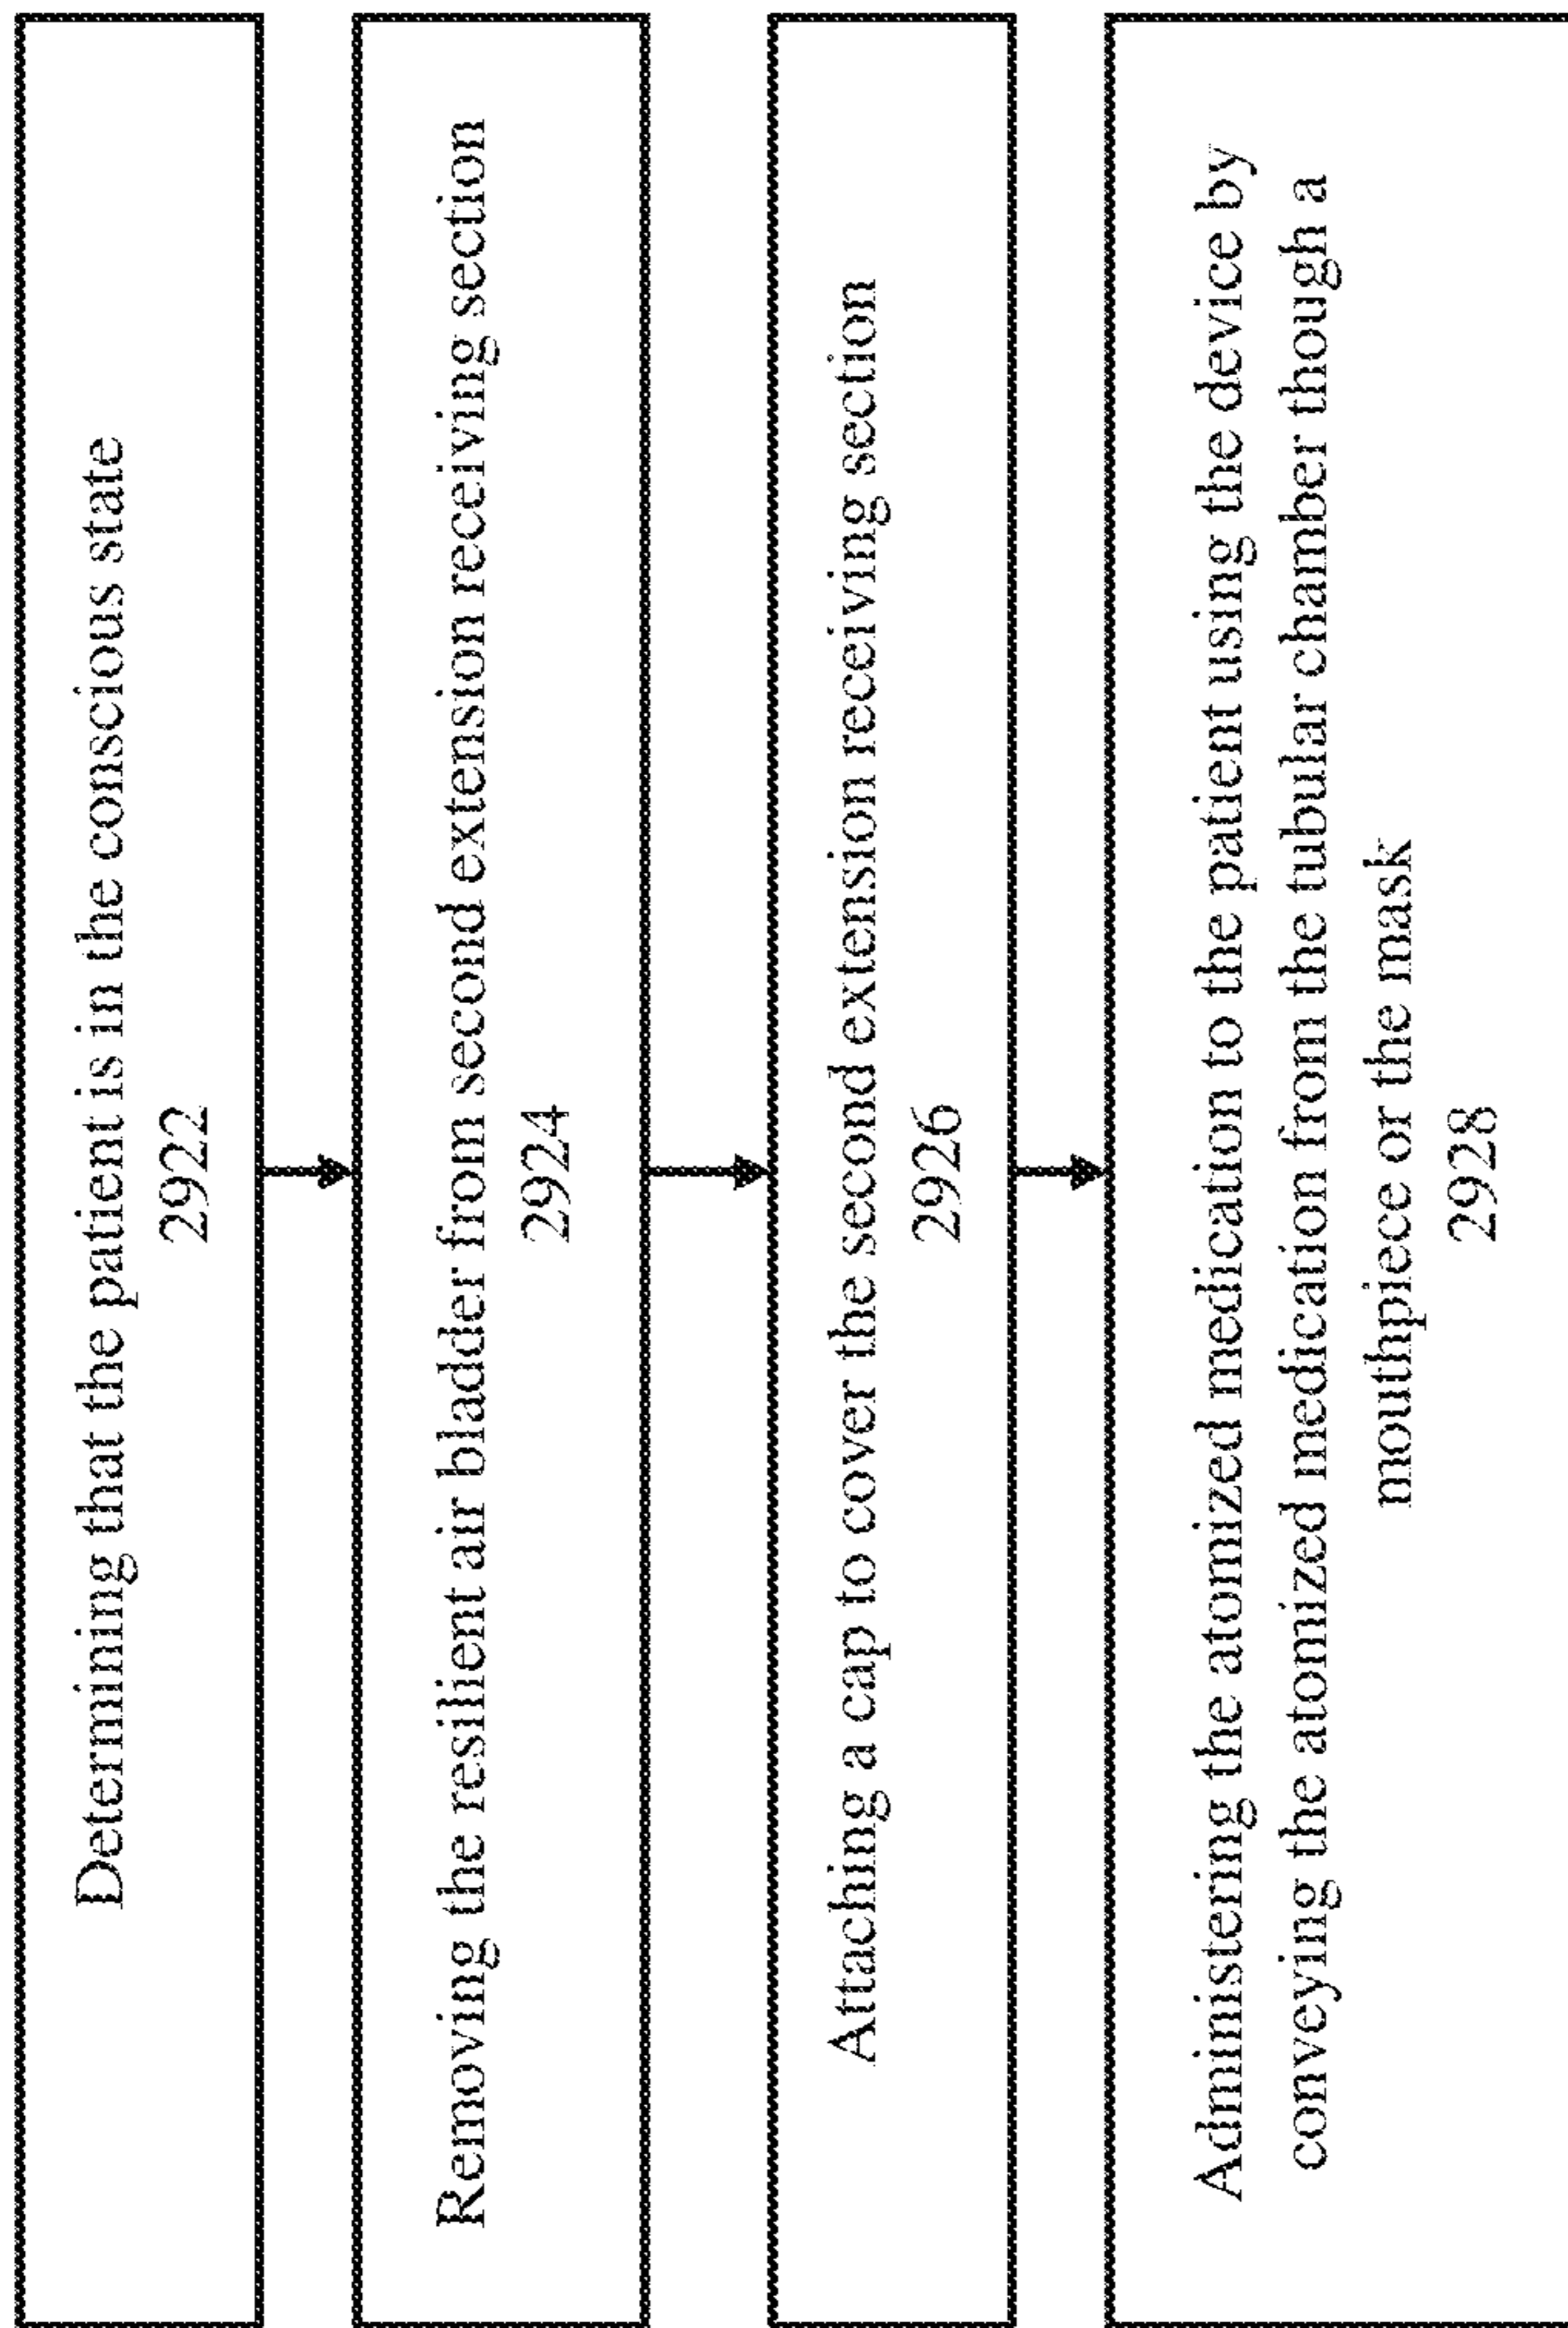 Determining that the patient is in the conscious state
2922
Removing the resilient air bladder from second extension receiving section
2924
Attaching a cap to cover the second extension receiving section
2926
Administering the atomized medication to the patient using the device by
conveying the atomized medication from the tubular chamber though a
mouthpiece or the mask
2928